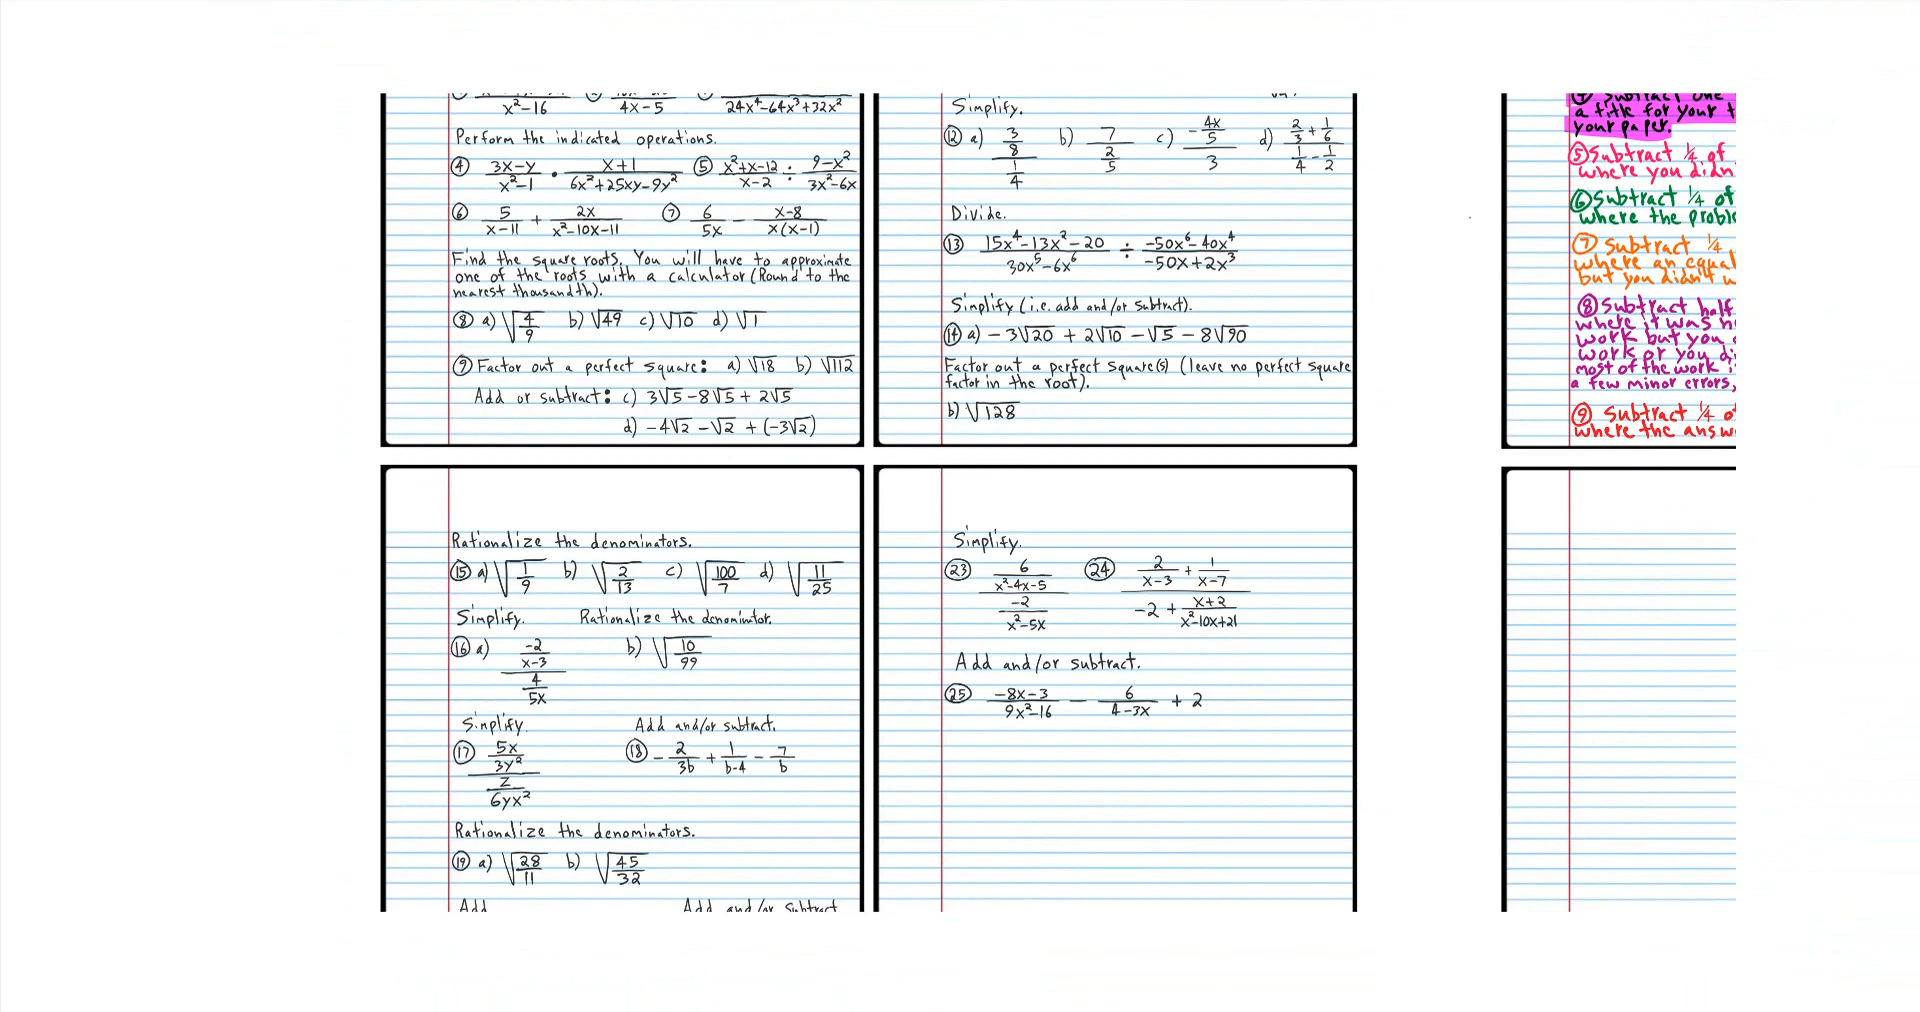 x²-16 4x-5 24x⁴-64x³+32x²
Perform the indicated operations.
④ (3x-y)/(x²-1) · (x+1)/(6x²+25xy-9y²) ⑤ (x²+x-12)/(x-2) ÷ (9-x²)/(3x²-6x)
⑥ 5/(x-11) + 2x/(x²-10x-11) ⑦ 6/(5x) - (x-8)/(x(x-1))
Find the square roots. You will have to approximate
one of the roots with a calculator (Round to the
nearest thousandth).
⑧ a) √(4/9) b) √49 c) √10 d) √1
⑨ Factor out a perfect square: a) √18 b) √112
Add or subtract: c) 3√5-8√5+2√5
d) -4√2-√2+(-3√2)
Simplify.
⑫ a) (3/8)/(1/4) b) 7/(2/5) c) (-4x/5)/3 d) (2/3+1/6)/(1/4-1/2)
Divide.
⑬ (15x⁴-13x²-20)/(30x⁵-6x⁶) ÷ (-50x⁶-40x⁴)/(-50x+2x³)
Simplify (i.e. add and/or subtract).
⑭ a) -3√20 + 2√10 - √5 - 8√90
Factor out a perfect square(s) (leave no perfect square
factor in the root).
b) √128
a title for your t
your paper.
⑤ Subtract ¼ of
where you didn
⑥ Subtract ¼ of
where the proble
⑦ Subtract ¼
where an equal
but you didn't w
⑧ Subtract half
where it was n
work but you
work or you di
most of the work i
a few minor errors,
⑨ Subtract ¼ o
where the answ
Rationalize the denominators.
⑮ a) √(1/9) b) √(2/13) c) √(100/7) d) √(11/25)
Simplify. Rationalize the denominator.
⑯ a) (-2/(x-3))/(4/(5x)) b) √(10/99)
Simplify. Add and/or subtract.
⑰ (5x/(3y²))/(z/(6yx²)) ⑱ -2/(3b) + 1/(b-4) - 7/b
Rationalize the denominators.
⑲ a) √(28/11) b) √(45/32)
Add Add and/or subtract
Simplify.
㉓ (6/(x²-4x-5))/(-2/(x²-5x)) ㉔ (2/(x-3) + 1/(x-7))/(-2 + (x+2)/(x²-10x+21))
Add and/or subtract.
㉕ (-8x-3)/(9x²-16) - 6/(4-3x) + 2